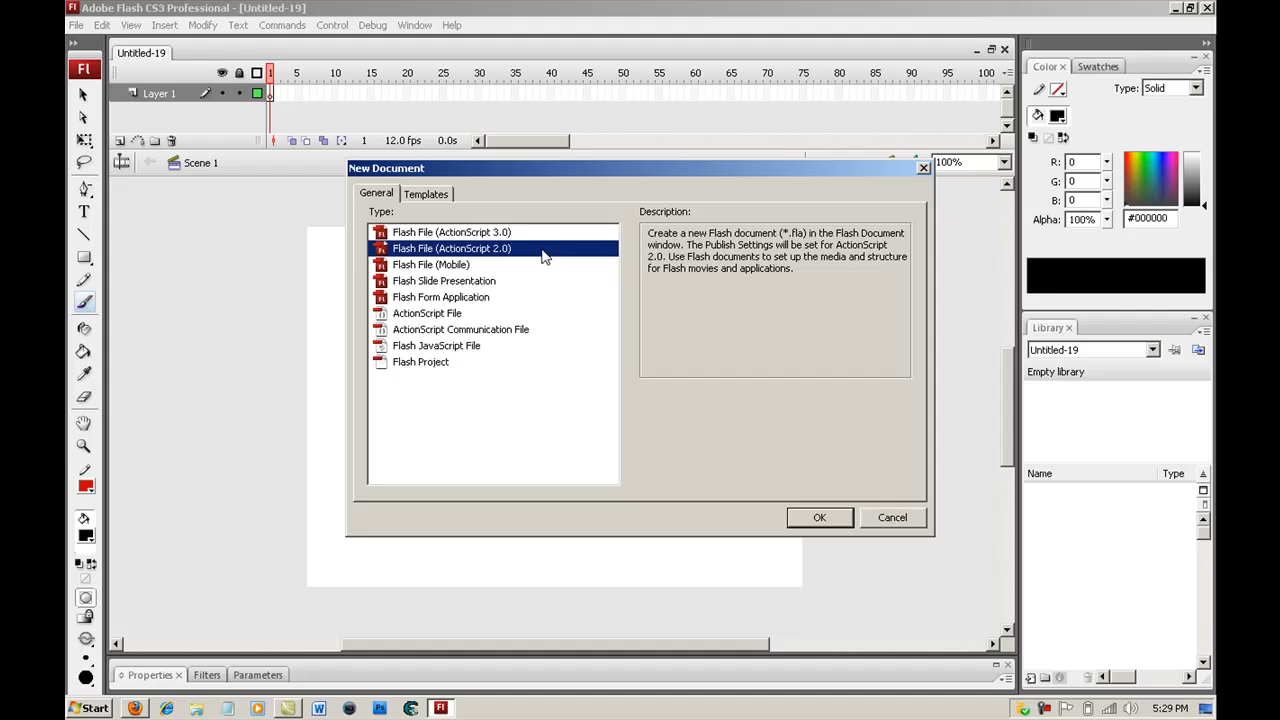 Adobe Flash CS3 Professional - [Untitled-19]
File Edit View Insert Modify Text Commands Control Debug Window Help
Untitled-19
1 5 10 15 20 25 30 35 40 45 50 55 60 65 70 75 80 85 90 95 100
Layer 1
1 12.0 fps 0.0s
Scene 1
100%
New Document
General Templates
Type:
Flash File (ActionScript 3.0)
Flash File (ActionScript 2.0)
Flash File (Mobile)
Flash Slide Presentation
Flash Form Application
ActionScript File
ActionScript Communication File
Flash JavaScript File
Flash Project
Description:
Create a new Flash document (*.fla) in the Flash Document
window. The Publish Settings will be set for ActionScript
2.0. Use Flash documents to set up the media and structure
for Flash movies and applications.
OK Cancel
Color Swatches
Type: Solid
R: 0
G: 0
B: 0
Alpha: 100% #000000
Library
Untitled-19
Empty library
Name Type
Properties Filters Parameters
Start
Fl
5:29 PM